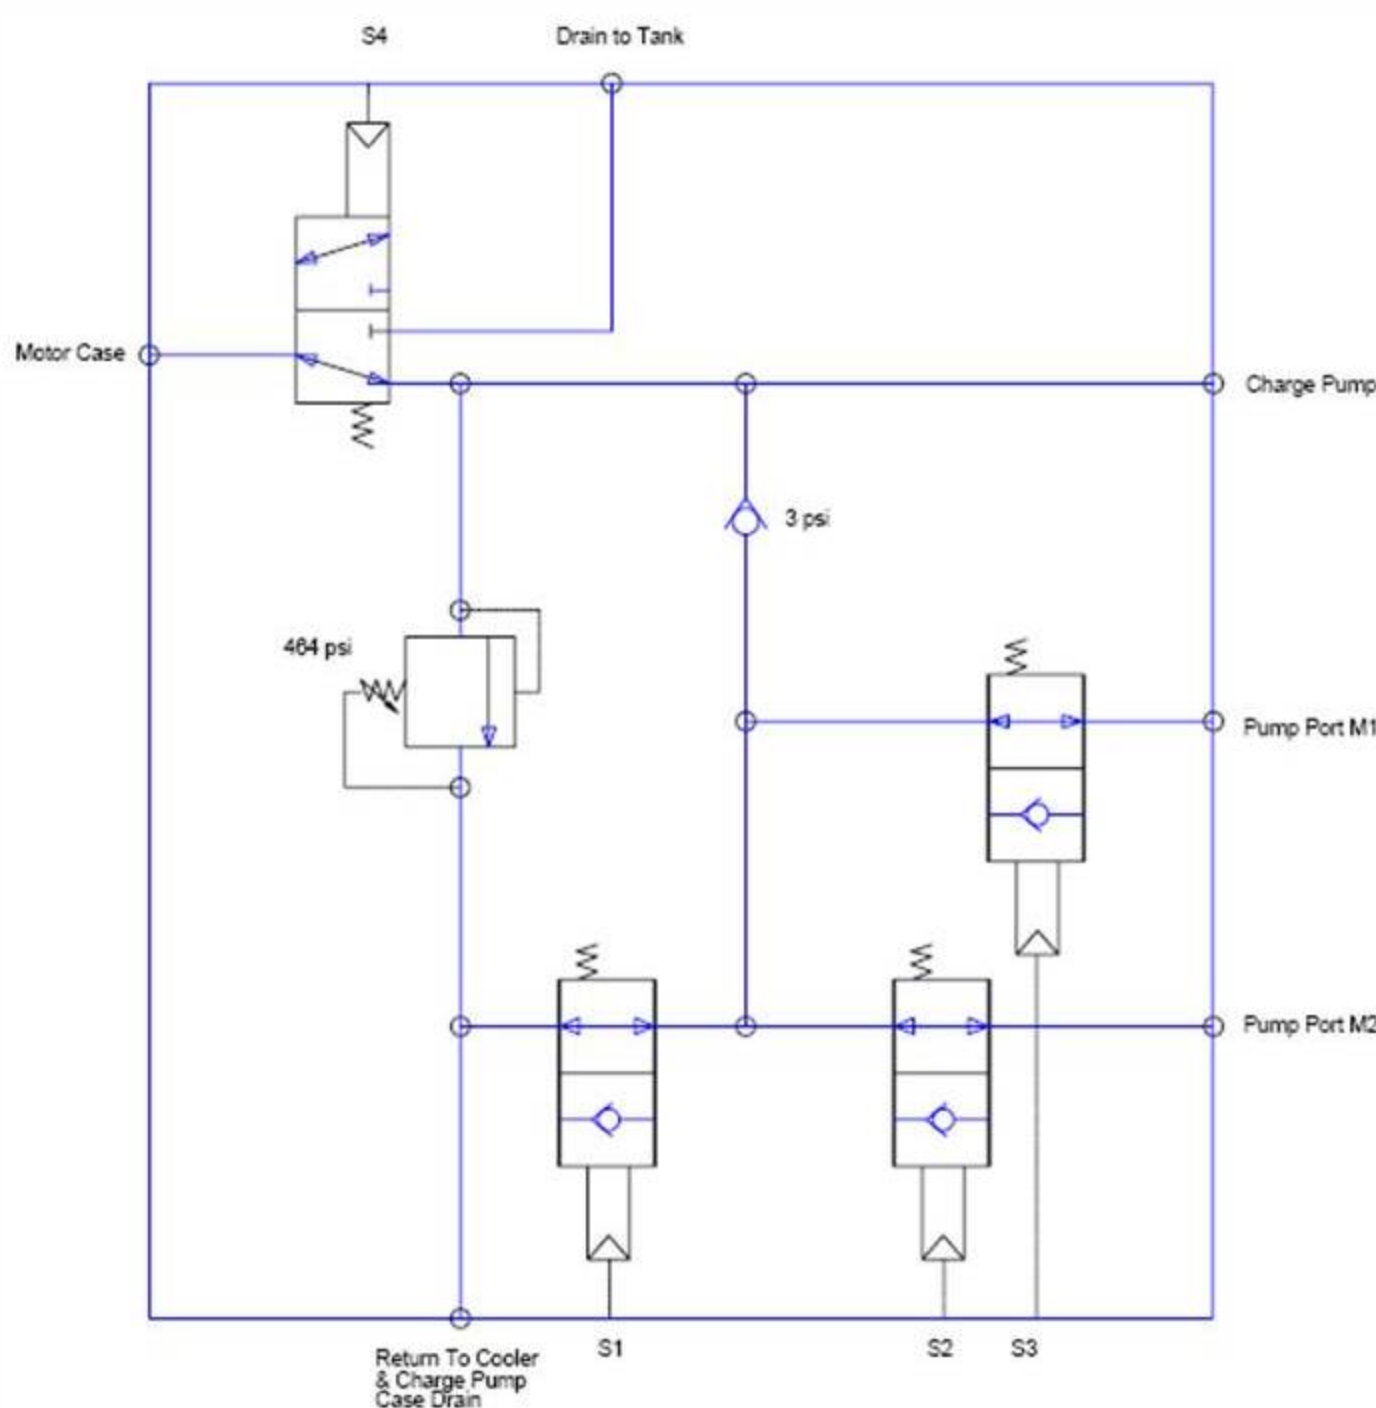 S4
Drain to Tank
Motor Case
Charge Pump
3 psi
464 psi
Pump Port M1
Pump Port M2
S1
S2
S3
Return To Cooler
& Charge Pump
Case Drain